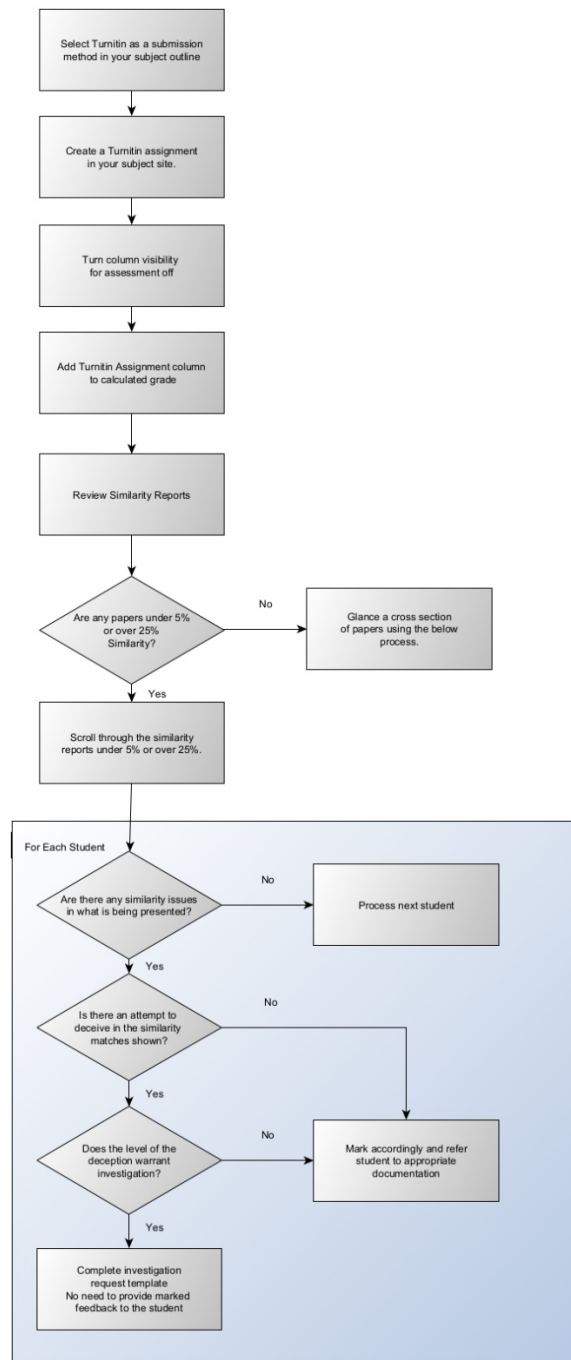 Select Turnitin as a submission
method in your subject outline
Create a Turnitin assignment
in your subject site.
Turn column visibility
for assessment off
Add Turnitin Assignment column
to calculated grade
Review Similarity Reports
Are any papers under 5%
or over 25%
Similarity?
No
Glance a cross section
of papers using the below
process.
Yes
Scroll through the similarity
reports under 5% or over 25%.
For Each Student
Are there any similarity issues
in what is being presented?
No
Process next student
Yes
Is there an attempt to
deceive in the similarity
matches shown?
No
Yes
Does the level of the
deception warrant
investigation?
No
Mark accordingly and refer
student to appropriate
documentation
Yes
Complete investigation
request template
No need to provide marked
feedback to the student